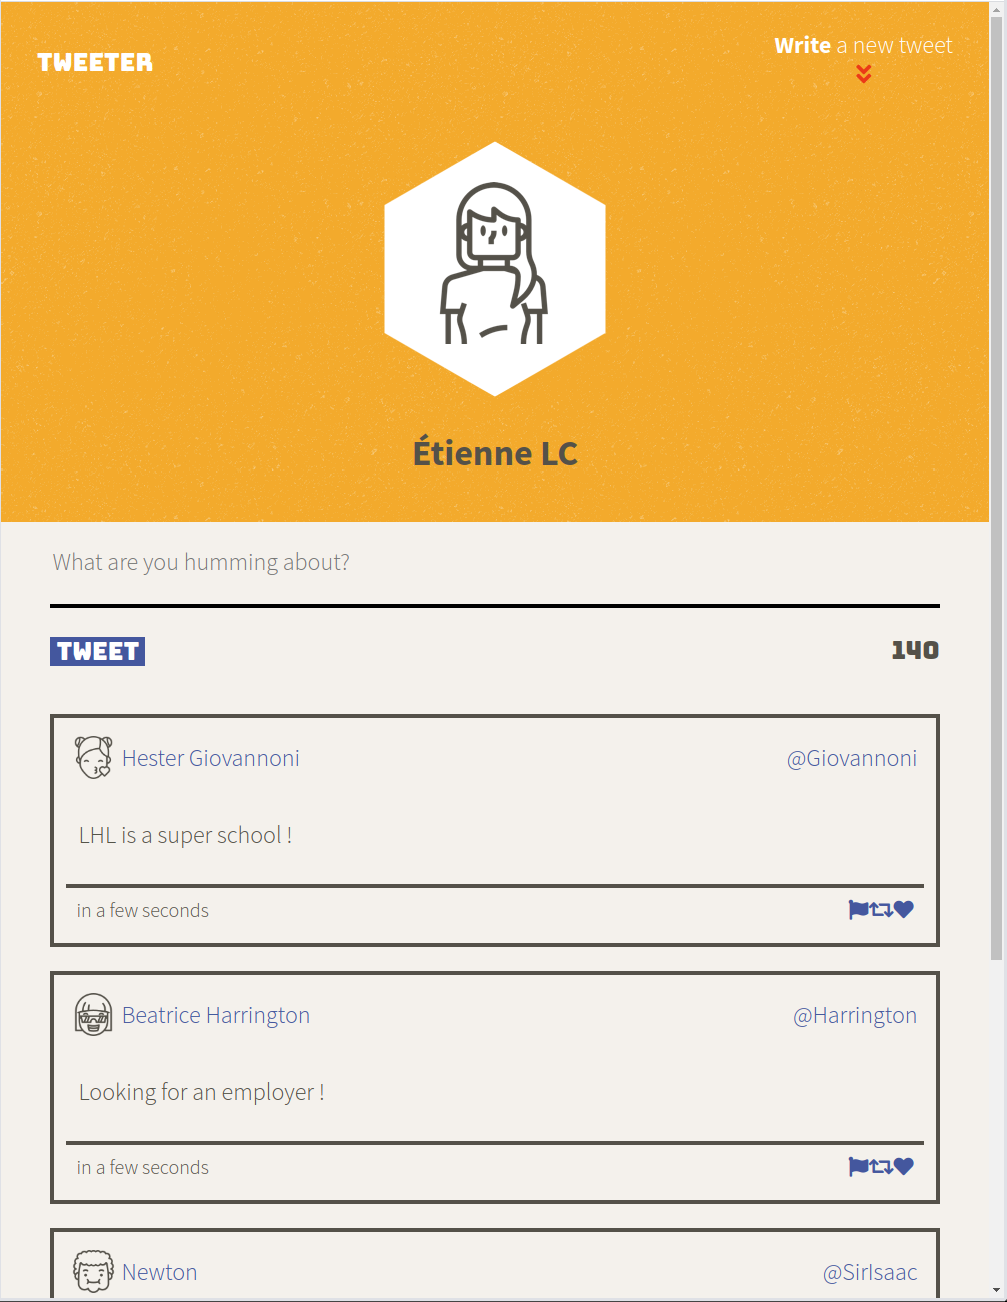 TWEETER
Write a new tweet
Étienne LC
What are you humming about?
TWEET
140
Hester Giovannoni
@Giovannoni
LHL is a super school !
in a few seconds
Beatrice Harrington
@Harrington
Looking for an employer !
in a few seconds
Newton
@SirIsaac